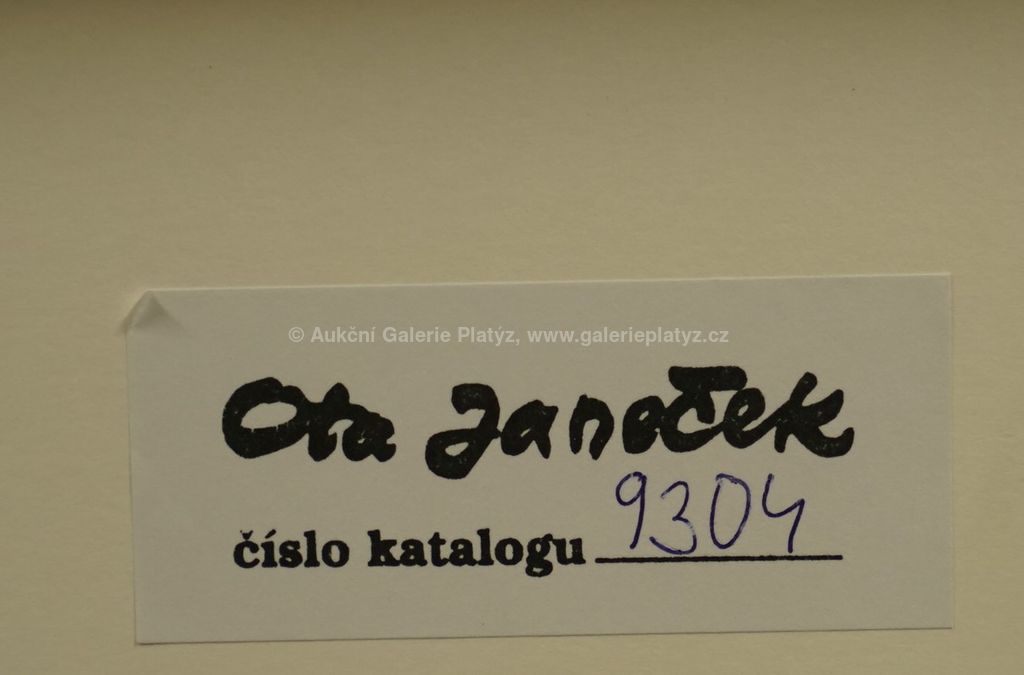 © Aukční Galerie Platýz, www.galerieplatyz.cz
Ota Janeček
číslo katalogu 9304